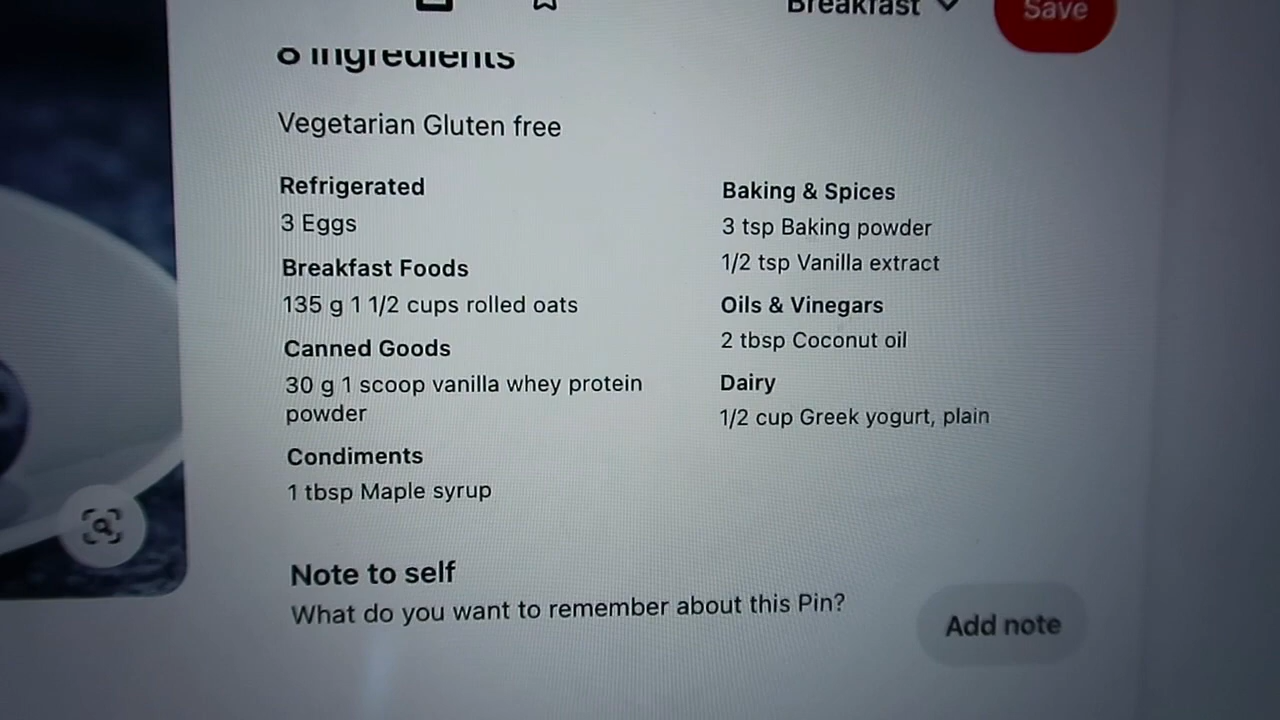 Breakfast
Save
8 ingredients
Vegetarian Gluten free
Refrigerated
3 Eggs
Breakfast Foods
135 g 1 1/2 cups rolled oats
Canned Goods
30 g 1 scoop vanilla whey protein
powder
Condiments
1 tbsp Maple syrup
Baking & Spices
3 tsp Baking powder
1/2 tsp Vanilla extract
Oils & Vinegars
2 tbsp Coconut oil
Dairy
1/2 cup Greek yogurt, plain
Note to self
What do you want to remember about this Pin?
Add note